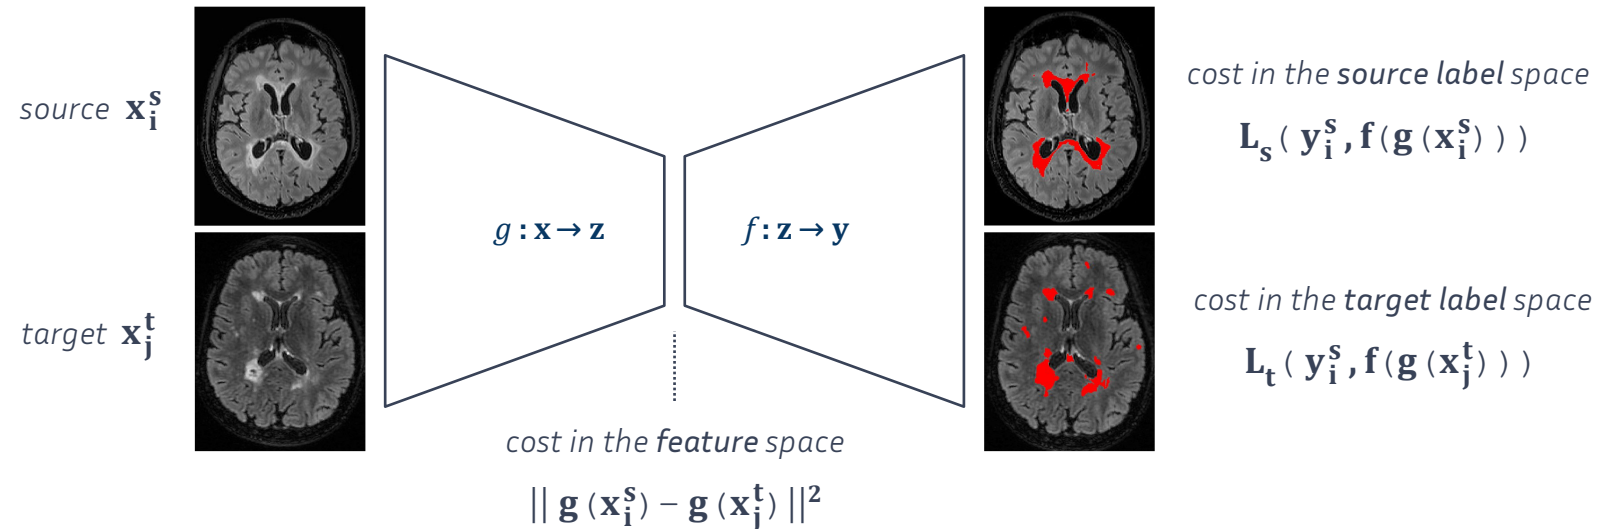 source x_i^s
target x_j^t
g : x → z
f : z → y
cost in the feature space
|| g (x_i^s) – g (x_j^t) ||²
cost in the source label space
L_s ( y_i^s , f ( g ( x_i^s ) ) )
cost in the target label space
L_t ( y_i^s , f ( g ( x_j^t ) ) )